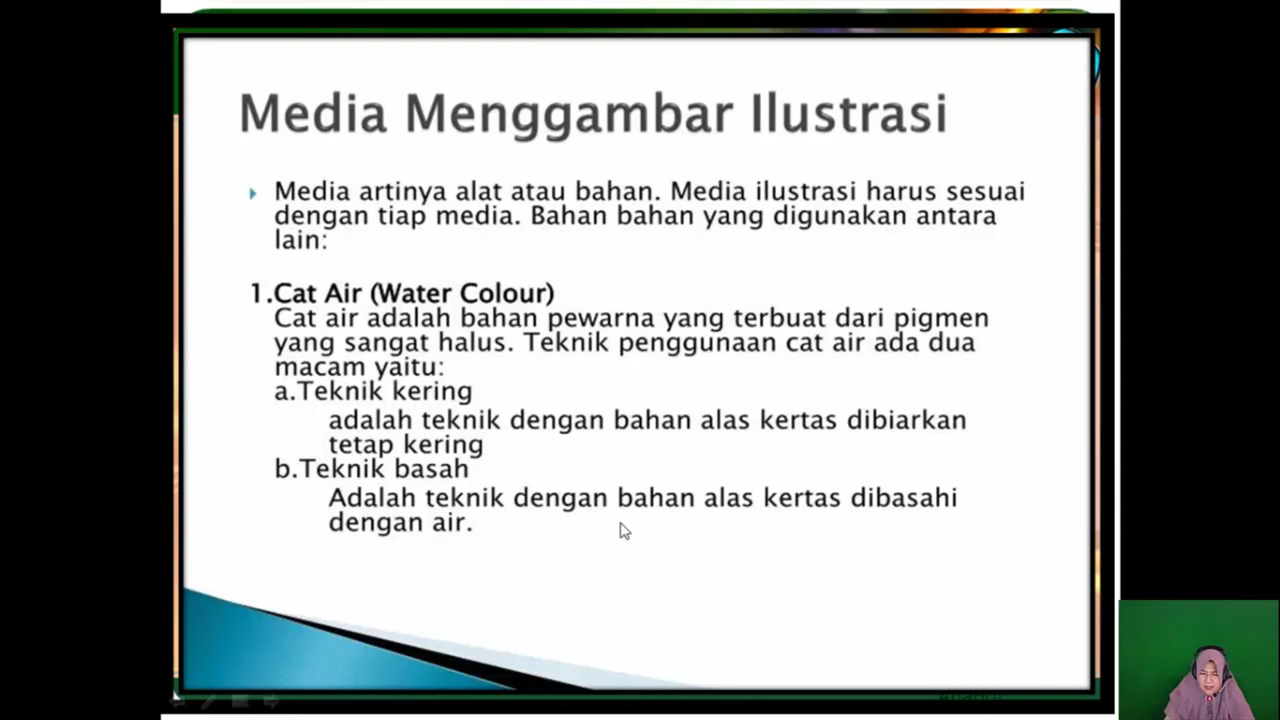 Media Menggambar Ilustrasi
Media artinya alat atau bahan. Media ilustrasi harus sesuai
dengan tiap media. Bahan bahan yang digunakan antara
lain:
1.Cat Air (Water Colour)
Cat air adalah bahan pewarna yang terbuat dari pigmen
yang sangat halus. Teknik penggunaan cat air ada dua
macam yaitu:
a.Teknik kering
adalah teknik dengan bahan alas kertas dibiarkan
tetap kering
b.Teknik basah
Adalah teknik dengan bahan alas kertas dibasahi
dengan air.